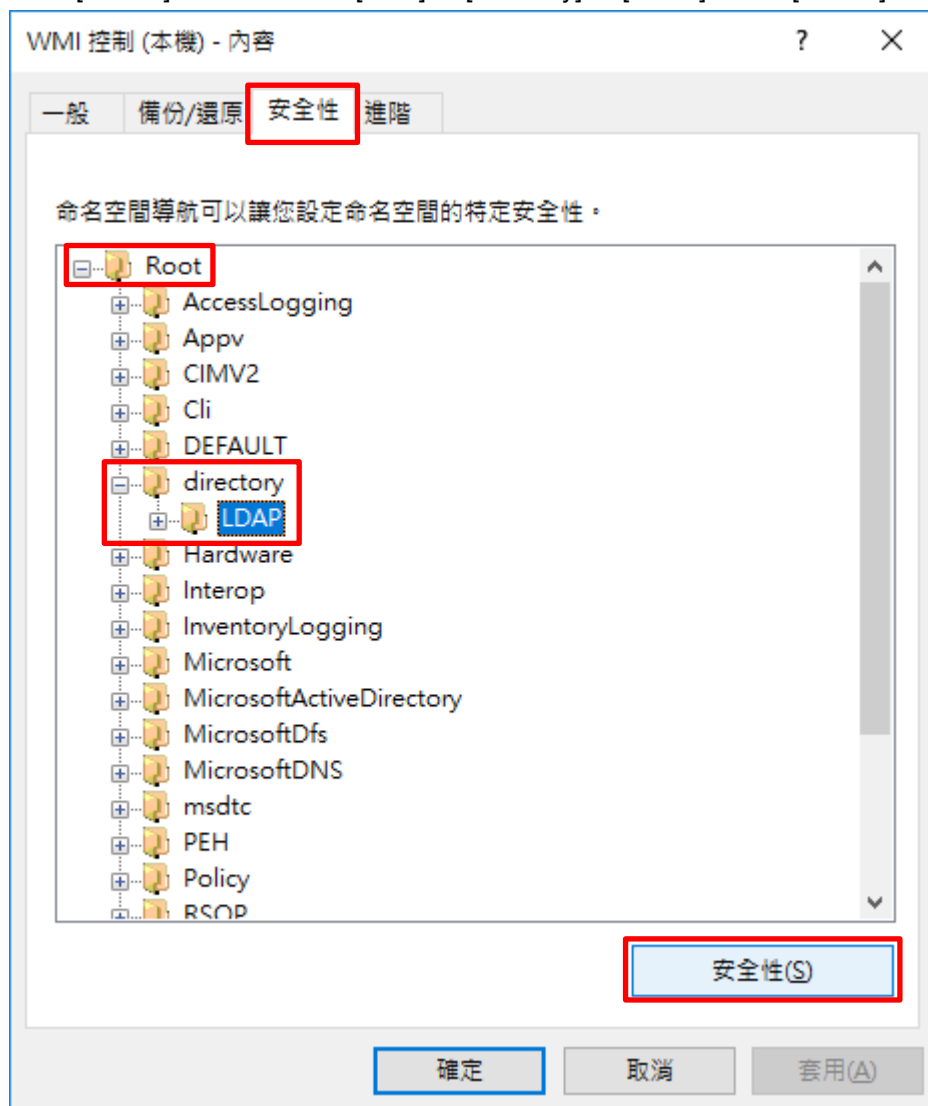 WMI 控制 (本機) - 內容 ? ×
一般 備份/還原 安全性 進階
命名空間導航可以讓您設定命名空間的特定安全性。
Root
AccessLogging
Appv
CIMV2
Cli
DEFAULT
directory
LDAP
Hardware
Interop
InventoryLogging
Microsoft
MicrosoftActiveDirectory
MicrosoftDfs
MicrosoftDNS
msdtc
PEH
Policy
RSOP
安全性(S)
確定 取消 套用(A)